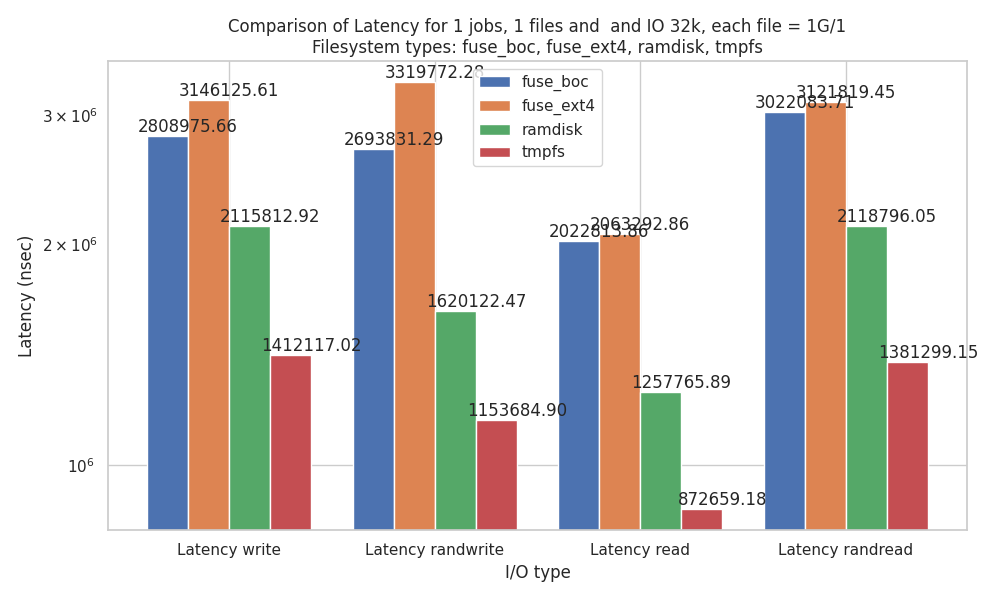 Comparison of Latency for 1 jobs, 1 files and  and IO 32k, each file = 1G/1
Filesystem types: fuse_boc, fuse_ext4, ramdisk, tmpfs
Latency (nsec)
3 × 10⁶
2 × 10⁶
10⁶
fuse_boc
fuse_ext4
ramdisk
tmpfs
2808975.66
3146125.61
2115812.92
1412117.02
2693831.29
3319772.28
1620122.47
1153684.90
2022813.86
2063292.86
1257765.89
872659.18
3022083.71
3121819.45
2118796.05
1381299.15
Latency write
Latency randwrite
Latency read
Latency randread
I/O type